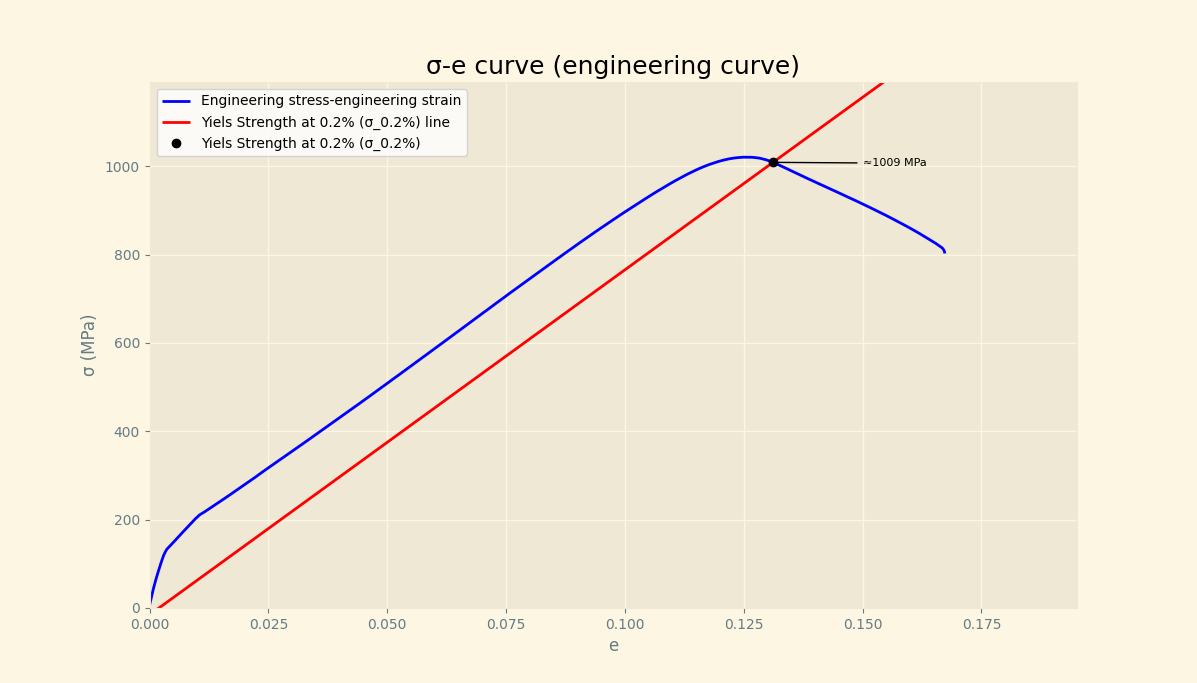 σ-e curve (engineering curve)
Engineering stress-engineering strain
Yiels Strength at 0.2% (σ_0.2%) line
Yiels Strength at 0.2% (σ_0.2%)
≈1009 MPa
σ (MPa)
1000
800
600
400
200
0
0.000 0.025 0.050 0.075 0.100 0.125 0.150 0.175
e